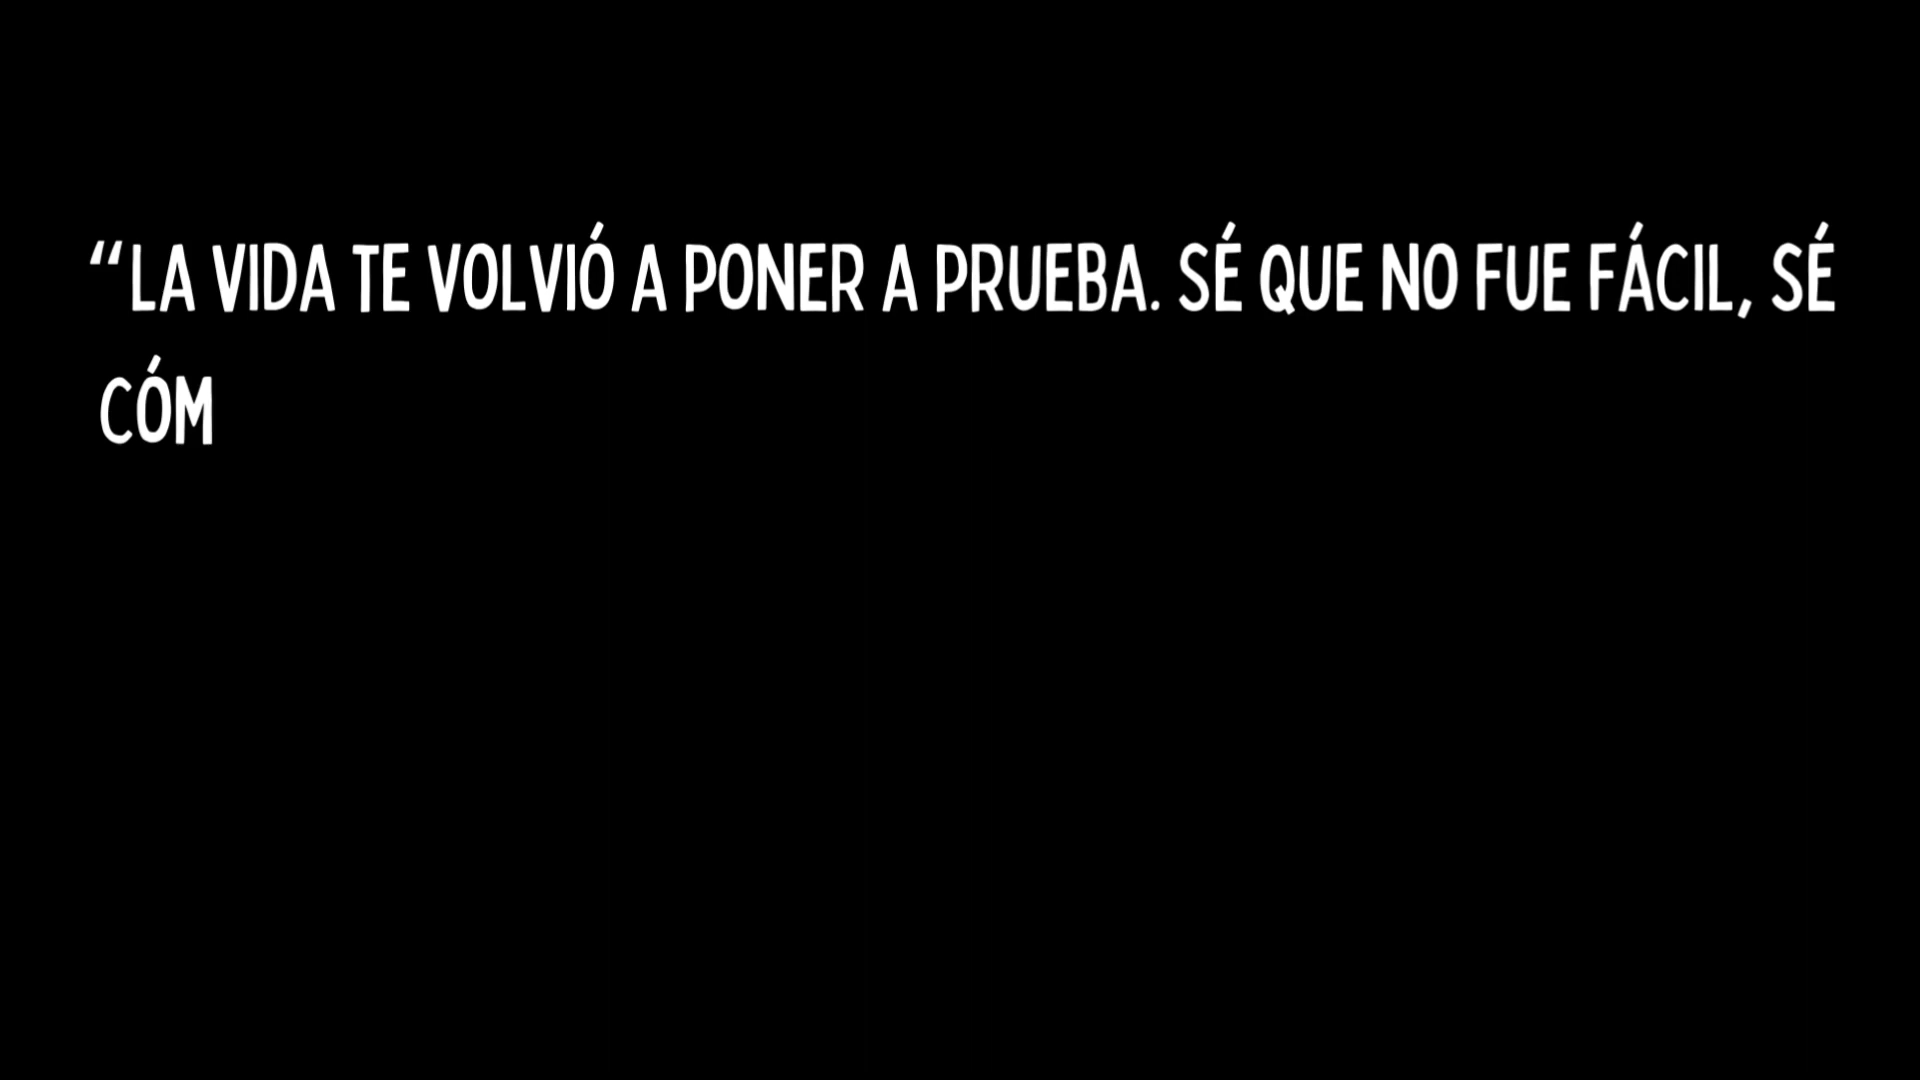 “LA VIDA TE VOLVIÓ A PONER A PRUEBA. SÉ QUE NO FUE FÁCIL, SÉ
CÓM